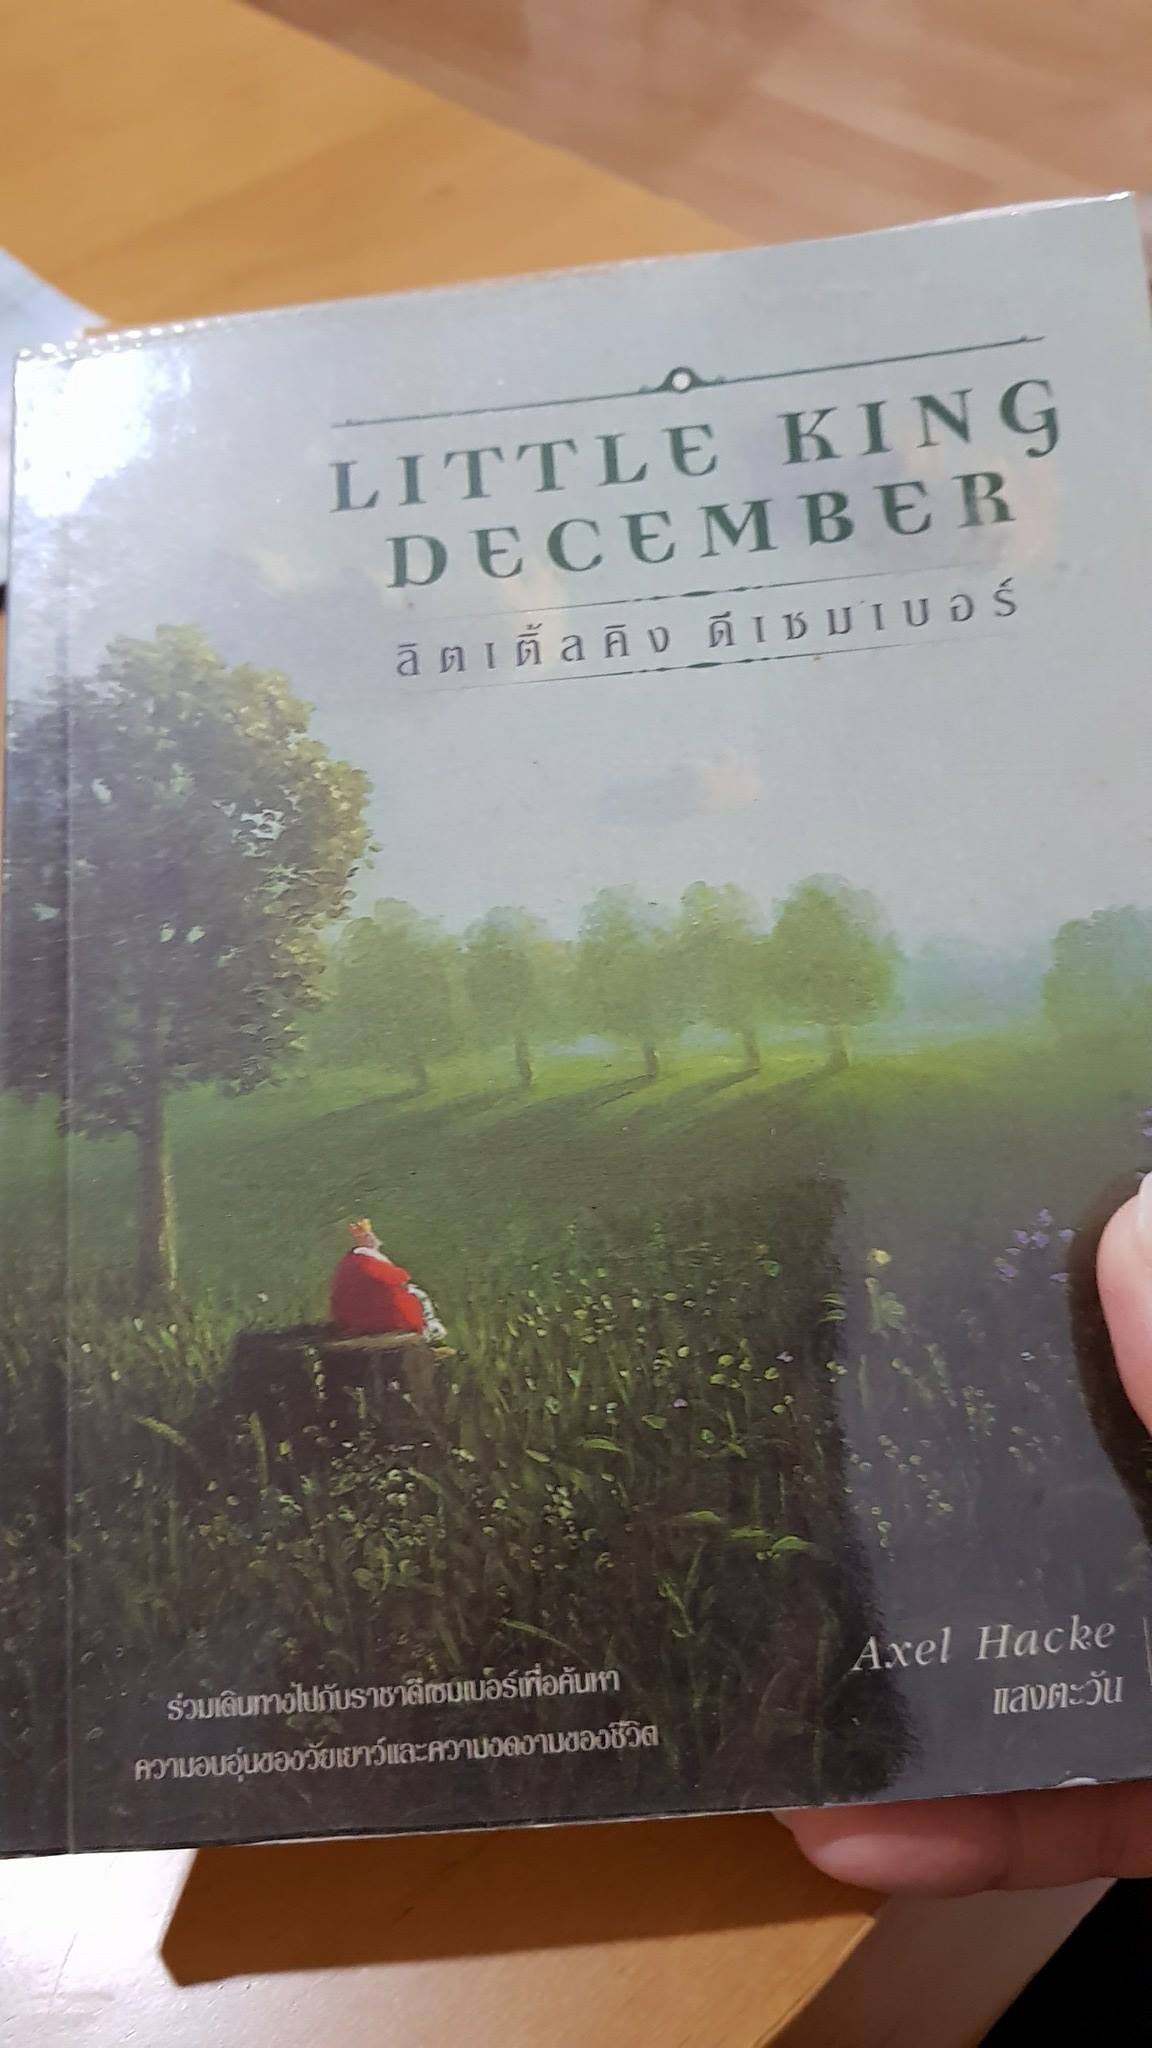 LITTLE KING
DECEMBER
ลิตเติ้ลคิง ดีเซมเบอร์
Axel Hacke
แสงตะวัน
ร่วมเดินทางไปกับราชาดีเซมเบอร์เพื่อค้นหา
ความอบอุ่นของวัยเยาว์และความงดงามของชีวิต